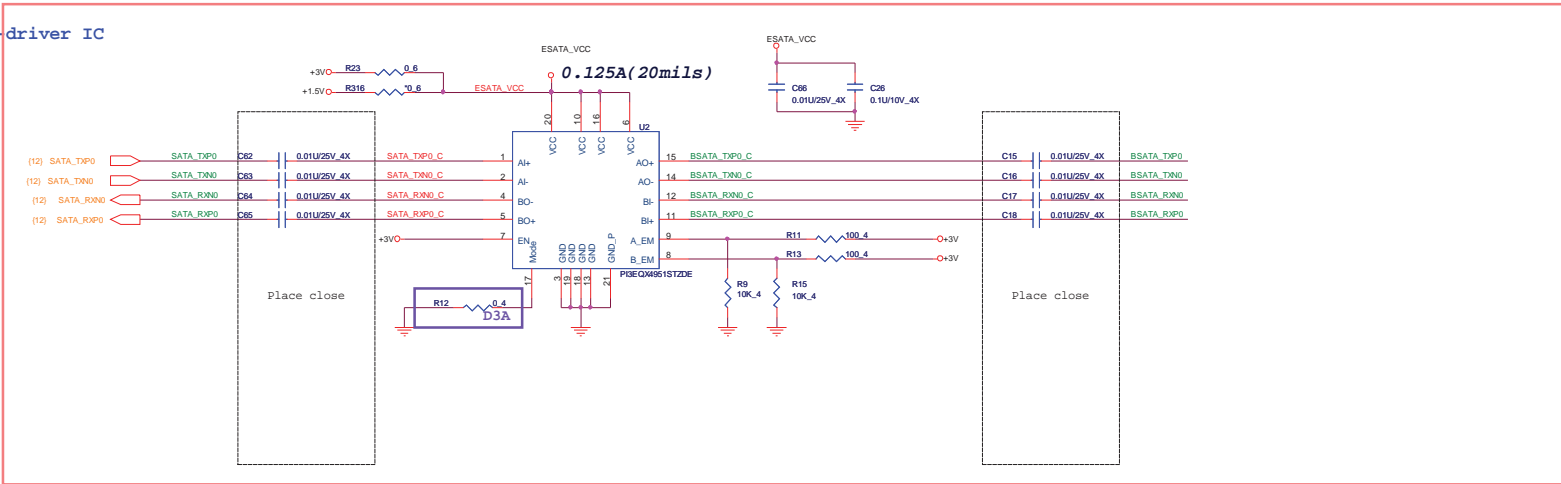 -driver IC
ESATA_VCC
ESATA_VCC
0.125A(20mils)
+3V R23 0_6
+1.5V R316 *0_6 ESATA_VCC
C66 0.01U/25V_4X
C26 0.1U/10V_4X
20 VCC
10 VCC
16 VCC
6 VCC
U2
{12} SATA_TXP0 SATA_TXP0 C62 0.01U/25V_4X SATA_TXP0_C 1 AI+
{12} SATA_TXN0 SATA_TXN0 C63 0.01U/25V_4X SATA_TXN0_C 2 AI-
{12} SATA_RXN0 SATA_RXN0 C64 0.01U/25V_4X SATA_RXN0_C 4 BO-
{12} SATA_RXP0 SATA_RXP0 C65 0.01U/25V_4X SATA_RXP0_C 5 BO+
+3V 7 EN
AO+ 15 BSATA_TXP0_C C15 0.01U/25V_4X BSATA_TXP0
AO- 14 BSATA_TXN0_C C16 0.01U/25V_4X BSATA_TXN0
BI- 12 BSATA_RXN0_C C17 0.01U/25V_4X BSATA_RXN0
BI+ 11 BSATA_RXP0_C C18 0.01U/25V_4X BSATA_RXP0
A_EM 9 R11 100_4 +3V
B_EM 8 R13 100_4 +3V
Mode 17
GND 3
GND 19
GND 18
GND 13
GND_P 21
PI3EQX4951STZDE
R9 10K_4
R15 10K_4
R12 0_4
D3A
Place close
Place close